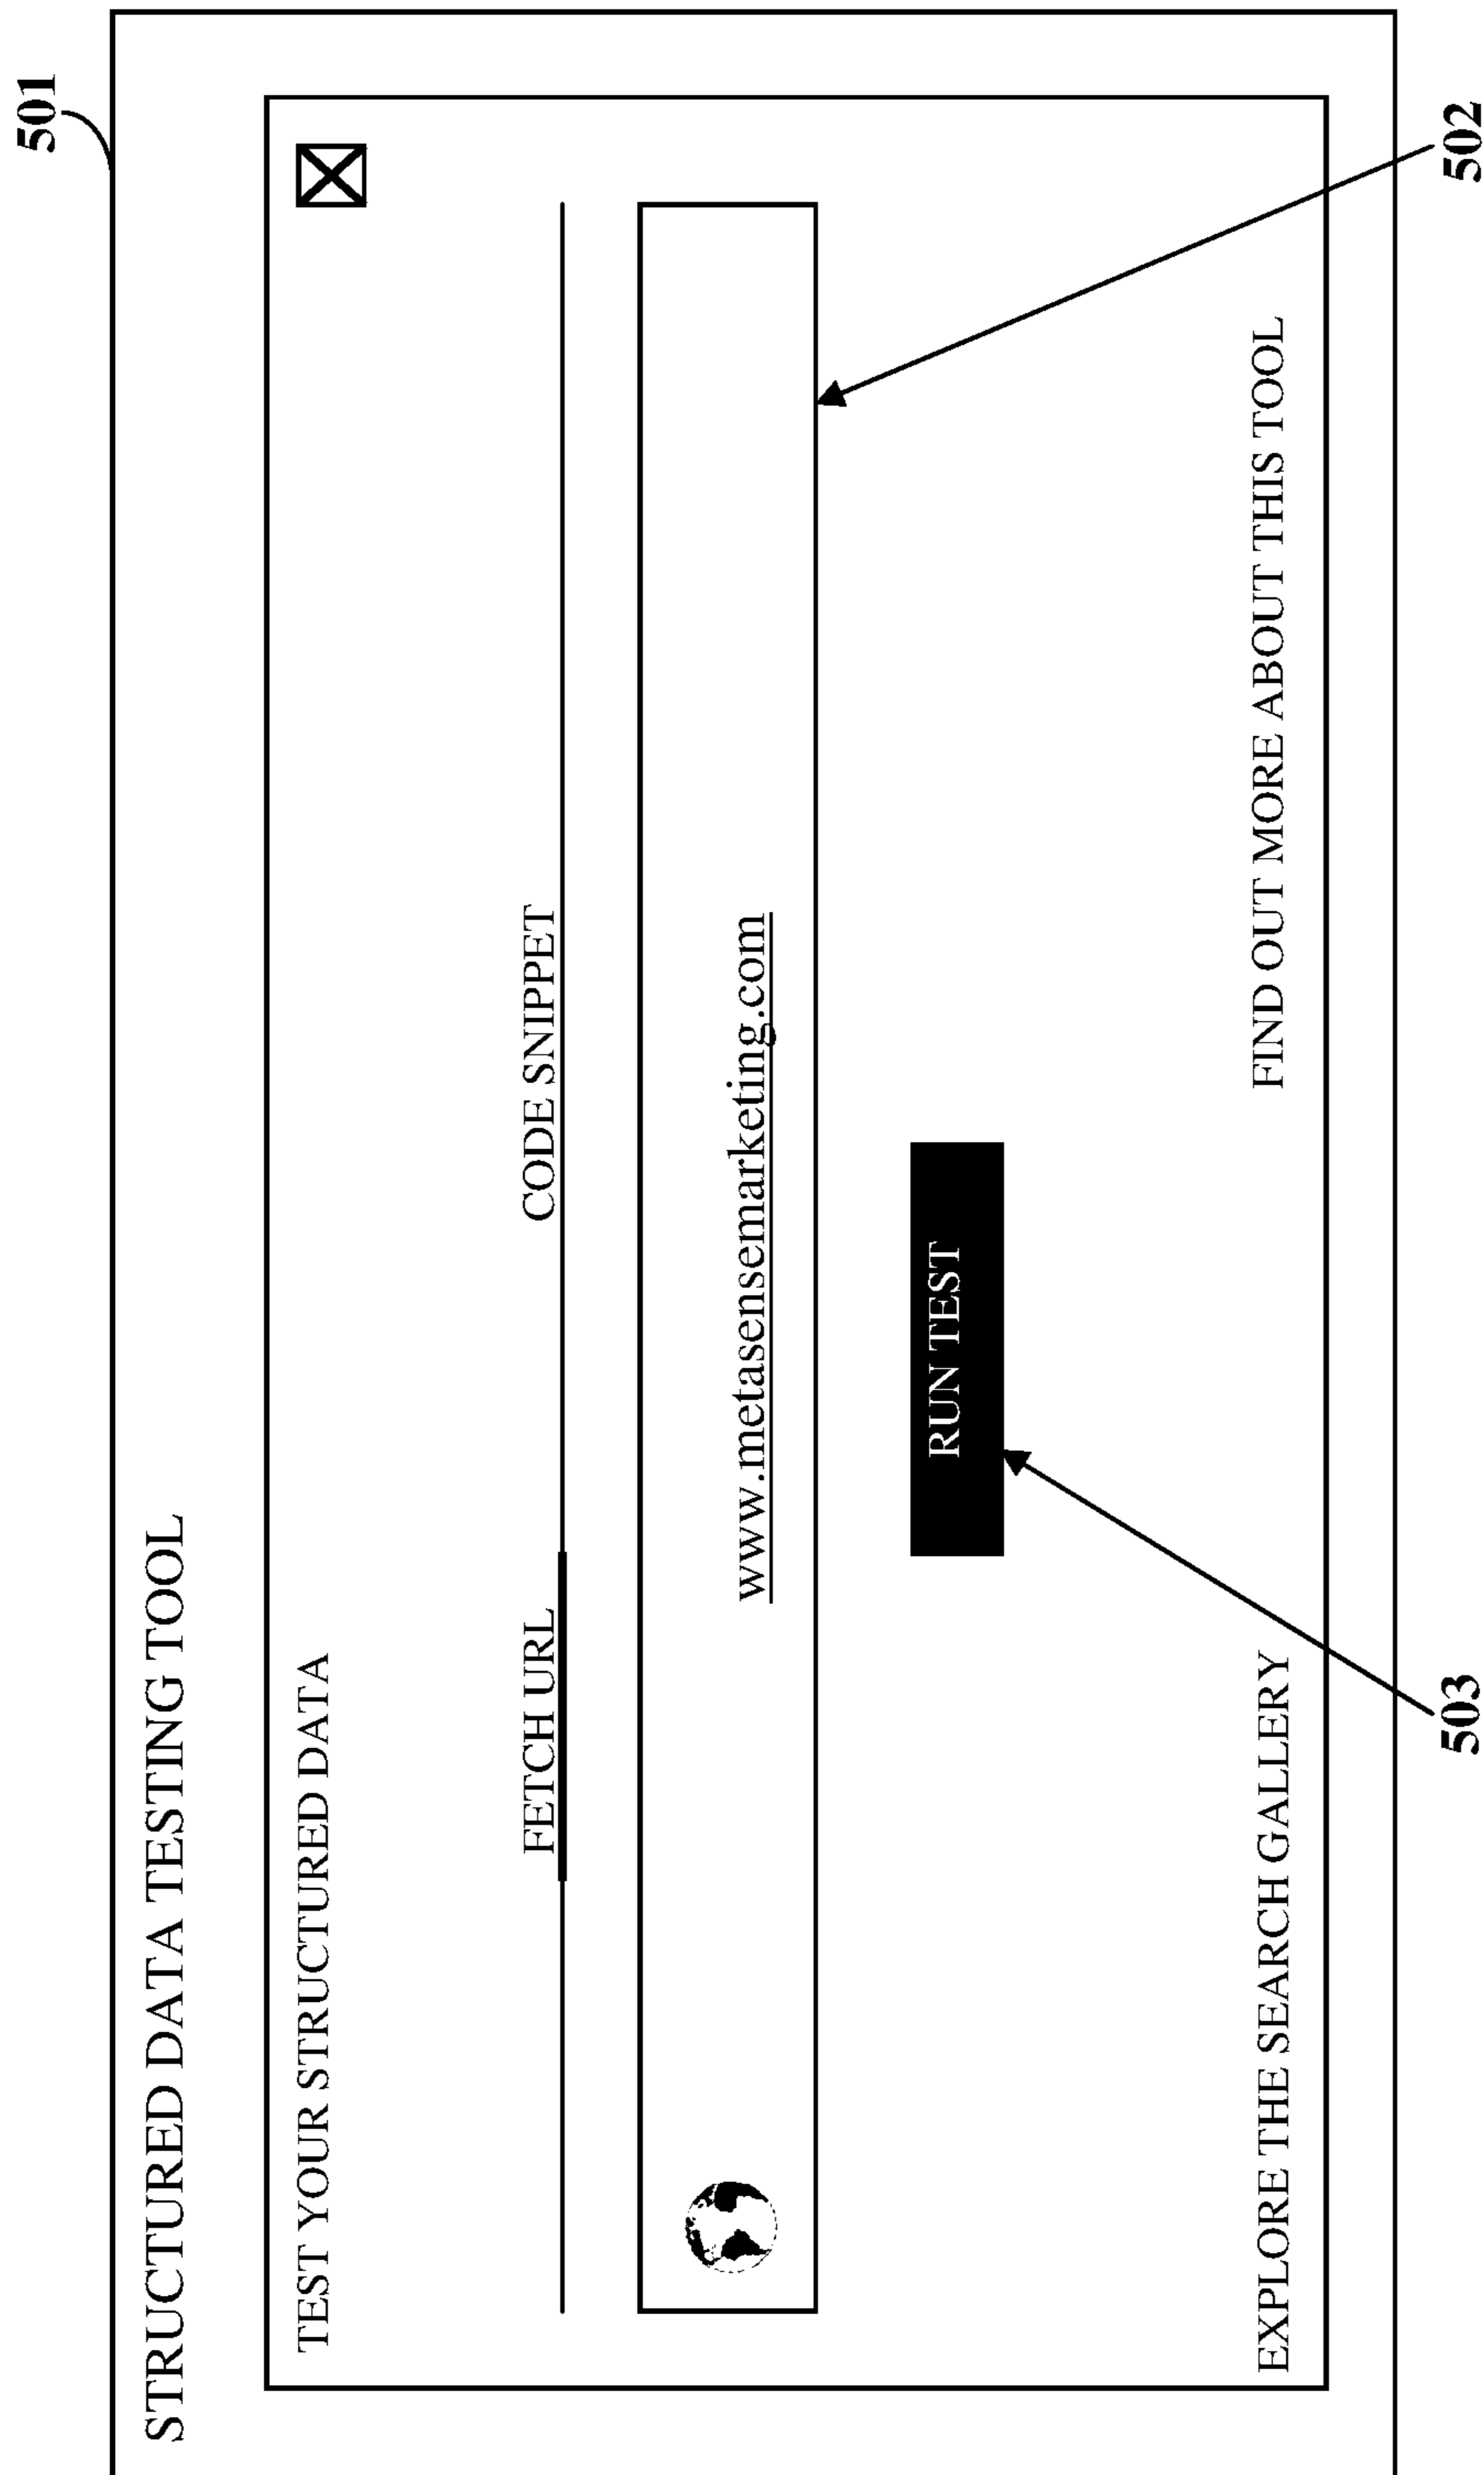 501
STRUCTURED DATA TESTING TOOL
TEST YOUR STRUCTURED DATA
FETCH URL
CODE SNIPPET
www.metasensemarketing.com
RUN TEST
EXPLORE THE SEARCH GALLERY
FIND OUT MORE ABOUT THIS TOOL
503
502